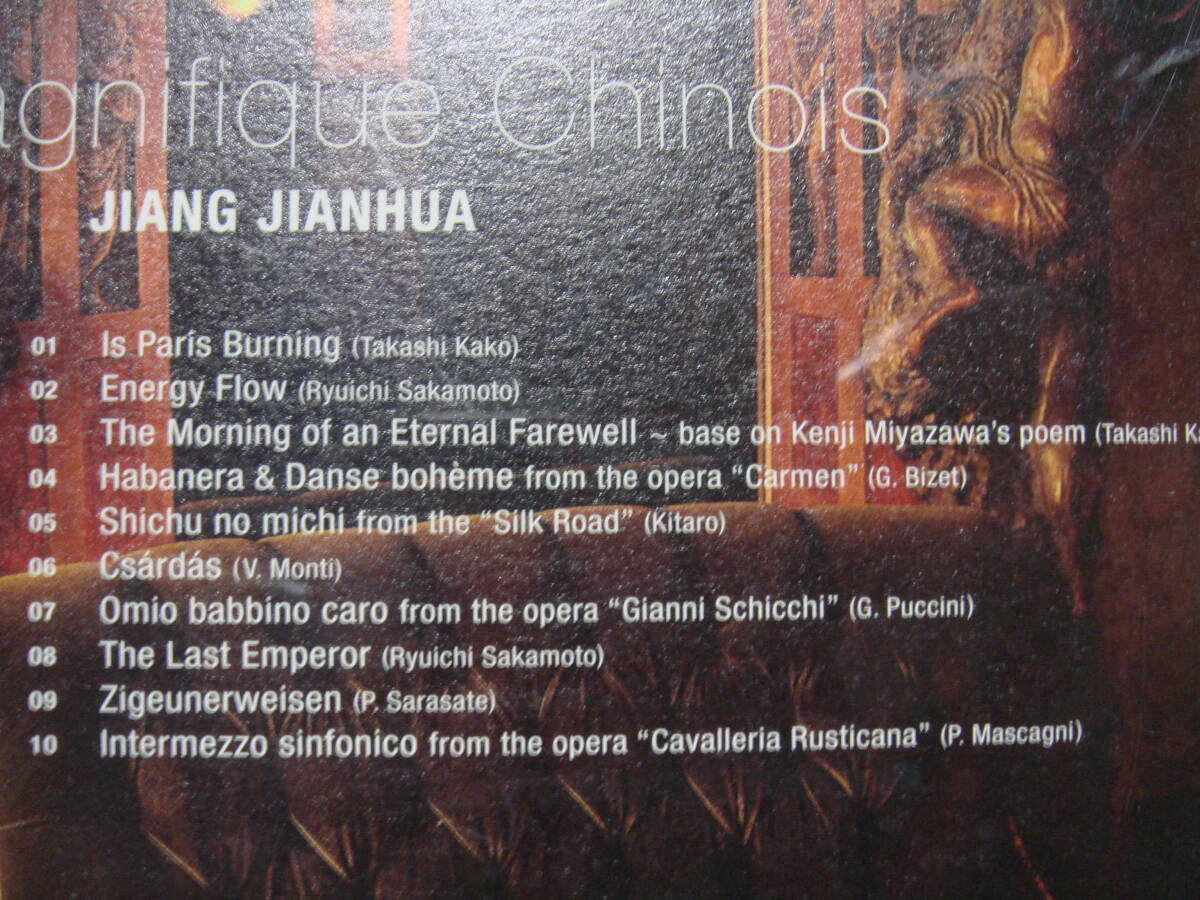 agnifique Chinois
JIANG JIANHUA
01 Is Paris Burning (Takashi Kako)
02 Energy Flow (Ryuichi Sakamoto)
03 The Morning of an Eternal Farewell ~ base on Kenji Miyazawa's poem (Takashi Ka
04 Habanera & Danse bohème from the opera "Carmen" (G. Bizet)
05 Shichu no michi from the "Silk Road" (Kitaro)
06 Csárdás (V. Monti)
07 Omio babbino caro from the opera "Gianni Schicchi" (G. Puccini)
08 The Last Emperor (Ryuichi Sakamoto)
09 Zigeunerweisen (P. Sarasate)
10 Intermezzo sinfonico from the opera "Cavalleria Rusticana" (P. Mascagni)